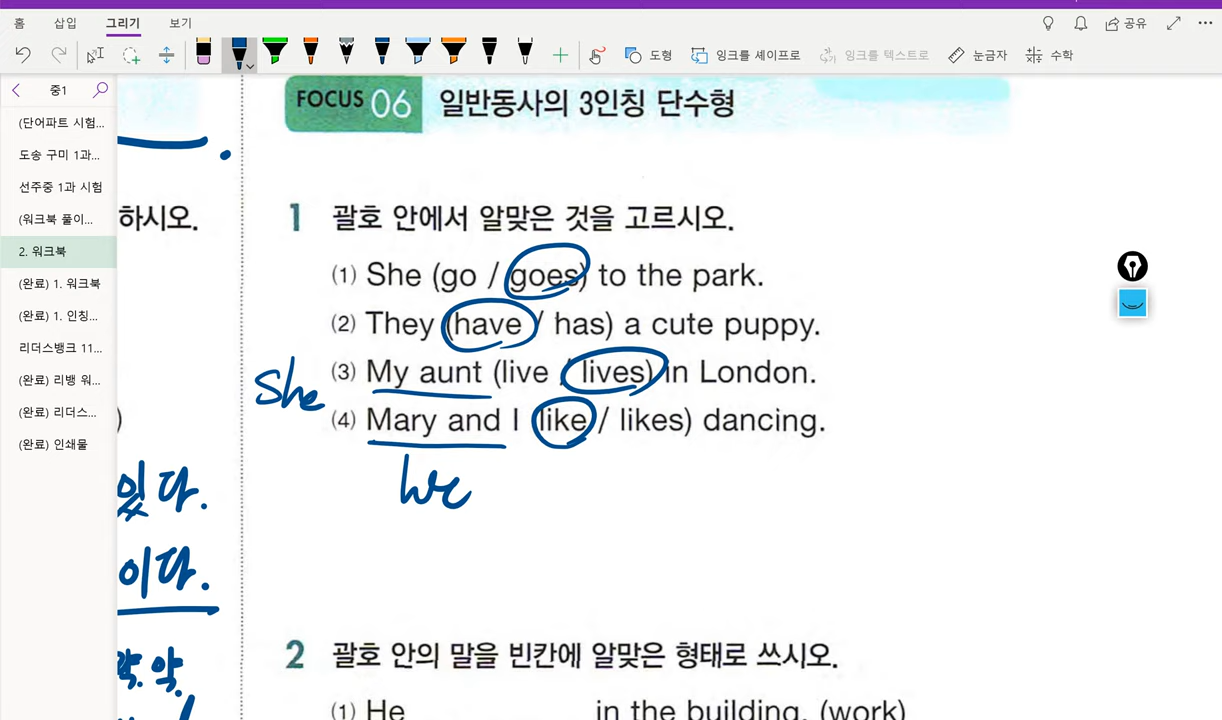 홈 삽입 그리기 보기
공유
도형 잉크를 셰이프로 잉크를 텍스트로 눈금자 수학
중1
(단어파트 시험...
도송 구미 1과...
선주중 1과 시험
(워크북 풀이...
2. 워크북
(완료) 1. 워크북
(완료) 1. 인칭...
리더스뱅크 11...
(완료) 리뱅 워...
(완료) 리더스...
(완료) 인쇄물
하시오.
)
있다.
이다.
FOCUS 06 일반동사의 3인칭 단수형
1 괄호 안에서 알맞은 것을 고르시오.
(1) She (go / goes) to the park.
(2) They (have / has) a cute puppy.
(3) My aunt (live / lives) in London.
She
(4) Mary and I (like / likes) dancing.
we
2 괄호 안의 말을 빈칸에 알맞은 형태로 쓰시오.
(1) He in the building. (work)